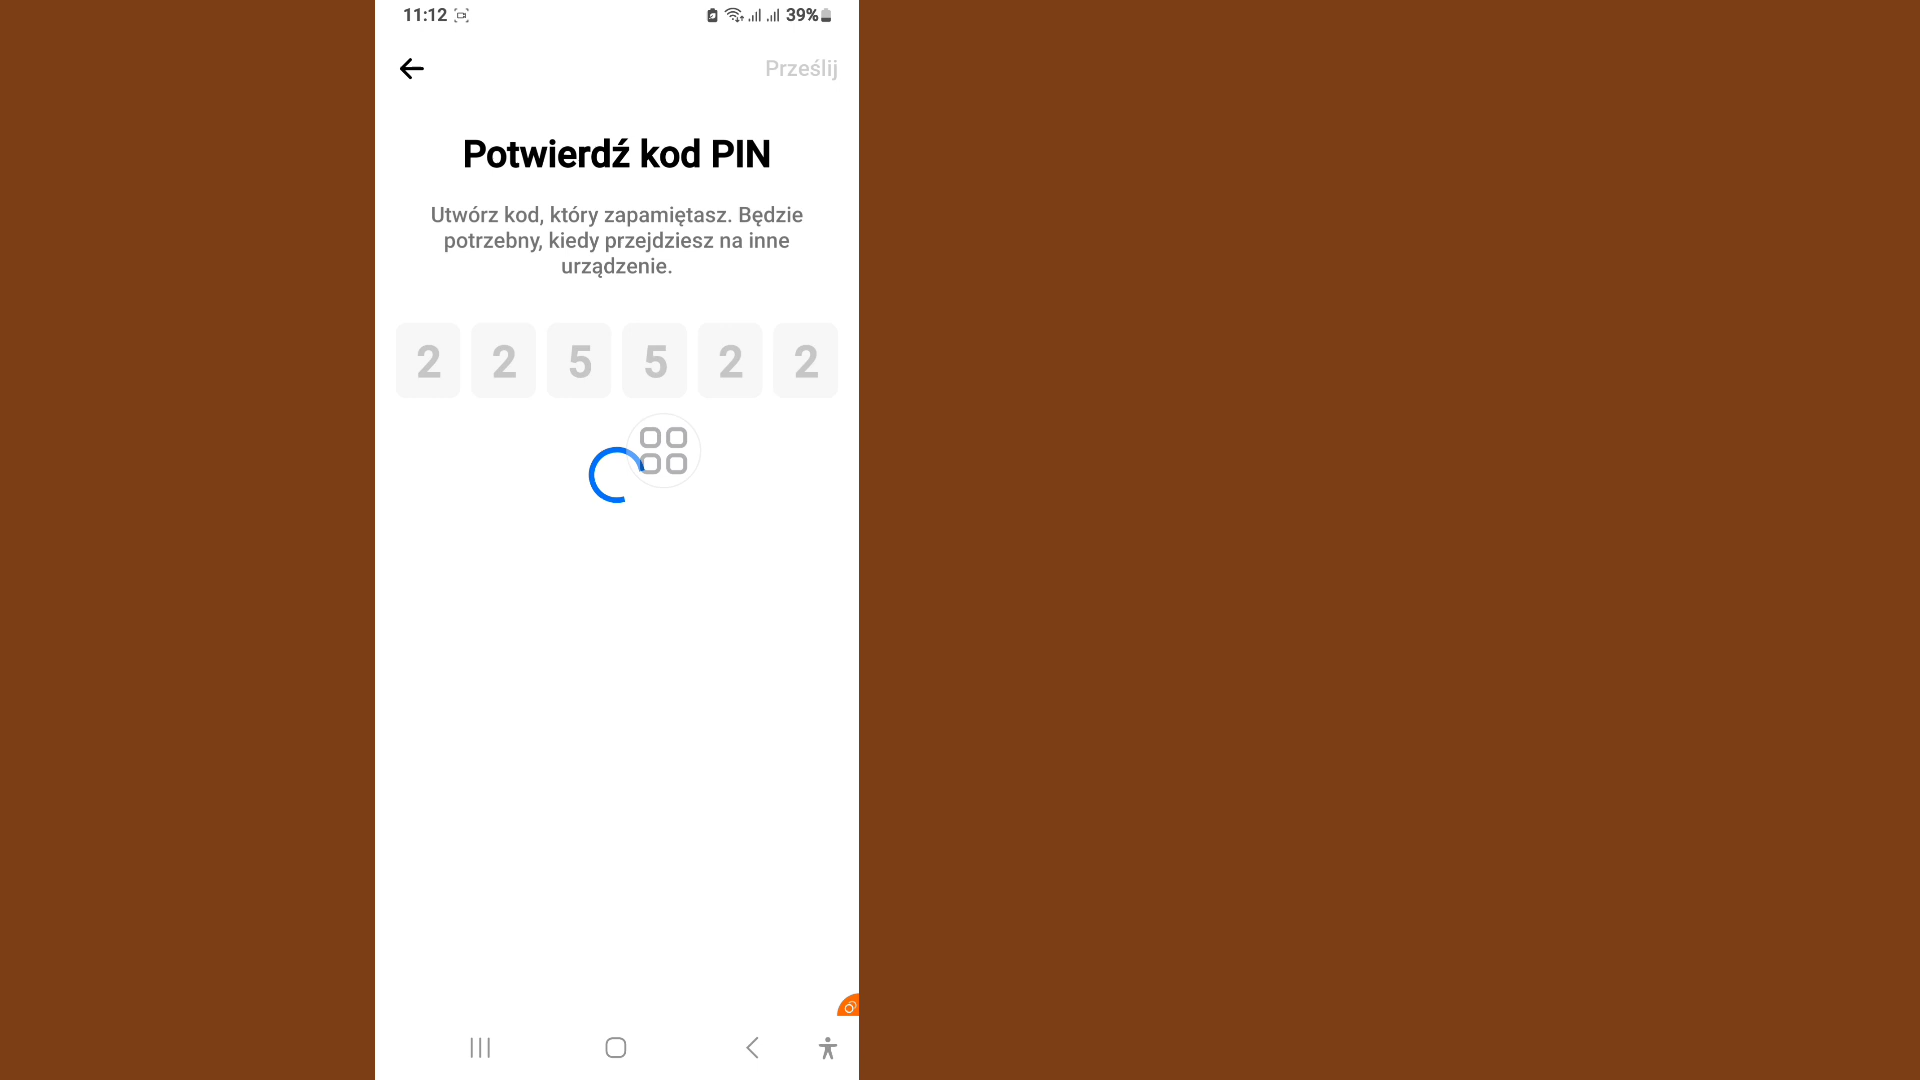 11:12
39%
Prześlij
Potwierdź kod PIN
Utwórz kod, który zapamiętasz. Będzie
potrzebny, kiedy przejdziesz na inne
urządzenie.
2 2 5 5 2 2